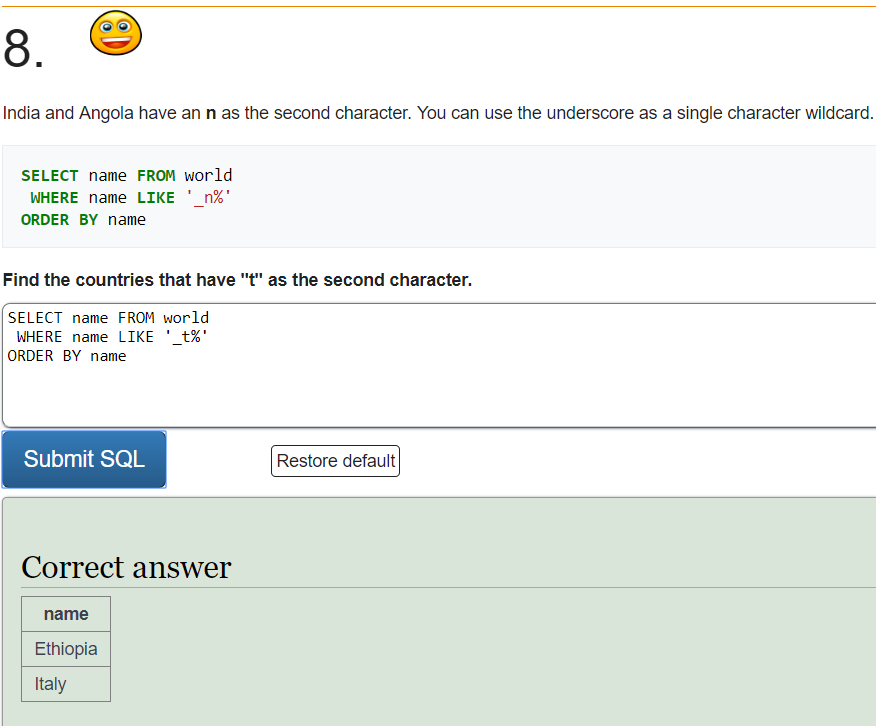 8.
India and Angola have an n as the second character. You can use the underscore as a single character wildcard.
SELECT name FROM world
 WHERE name LIKE '_n%'
ORDER BY name
Find the countries that have "t" as the second character.
SELECT name FROM world
 WHERE name LIKE '_t%'
ORDER BY name
Submit SQL
Restore default
Correct answer
name
Ethiopia
Italy